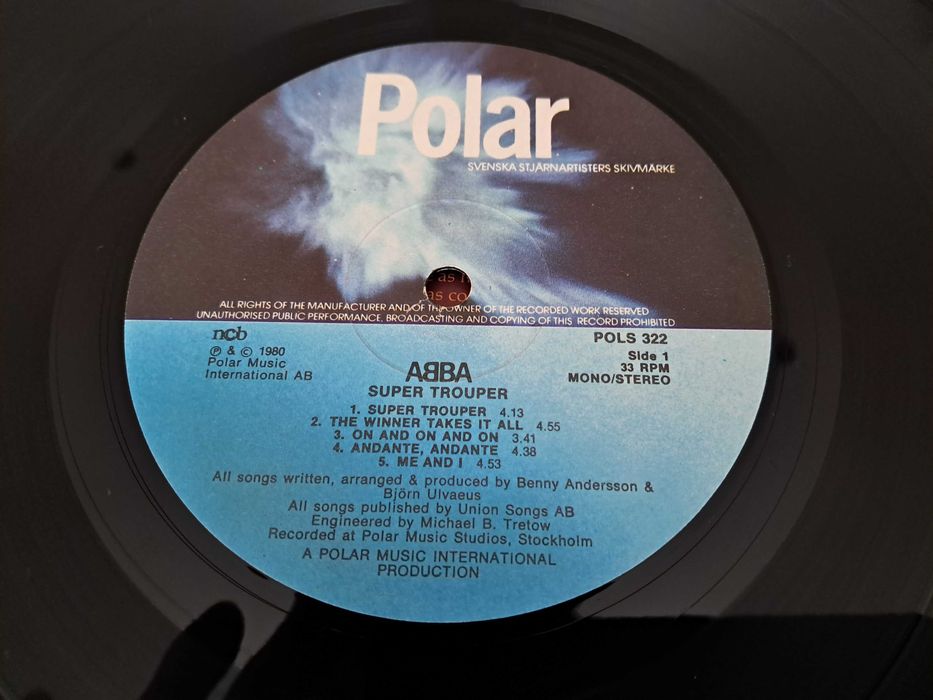 Polar
SVENSKA STJÄRNARTISTERS SKIVMÄRKE
as
as co
ALL RIGHTS OF THE MANUFACTURER AND OF THE OWNER OF THE RECORDED WORK RESERVED
UNAUTHORISED PUBLIC PERFORMANCE, BROADCASTING AND COPYING OF THIS RECORD PROHIBITED
ncb
Ⓟ & © 1980
Polar Music
International AB
POLS 322
Side 1
33 RPM
MONO/STEREO
AᗺBA
SUPER TROUPER
1. SUPER TROUPER 4.13
2. THE WINNER TAKES IT ALL 4.55
3. ON AND ON AND ON 3.41
4. ANDANTE, ANDANTE 4.38
5. ME AND I 4.53
All songs written, arranged & produced by Benny Andersson &
Björn Ulvaeus
All songs published by Union Songs AB
Engineered by Michael B. Tretow
Recorded at Polar Music Studios, Stockholm
A POLAR MUSIC INTERNATIONAL
PRODUCTION